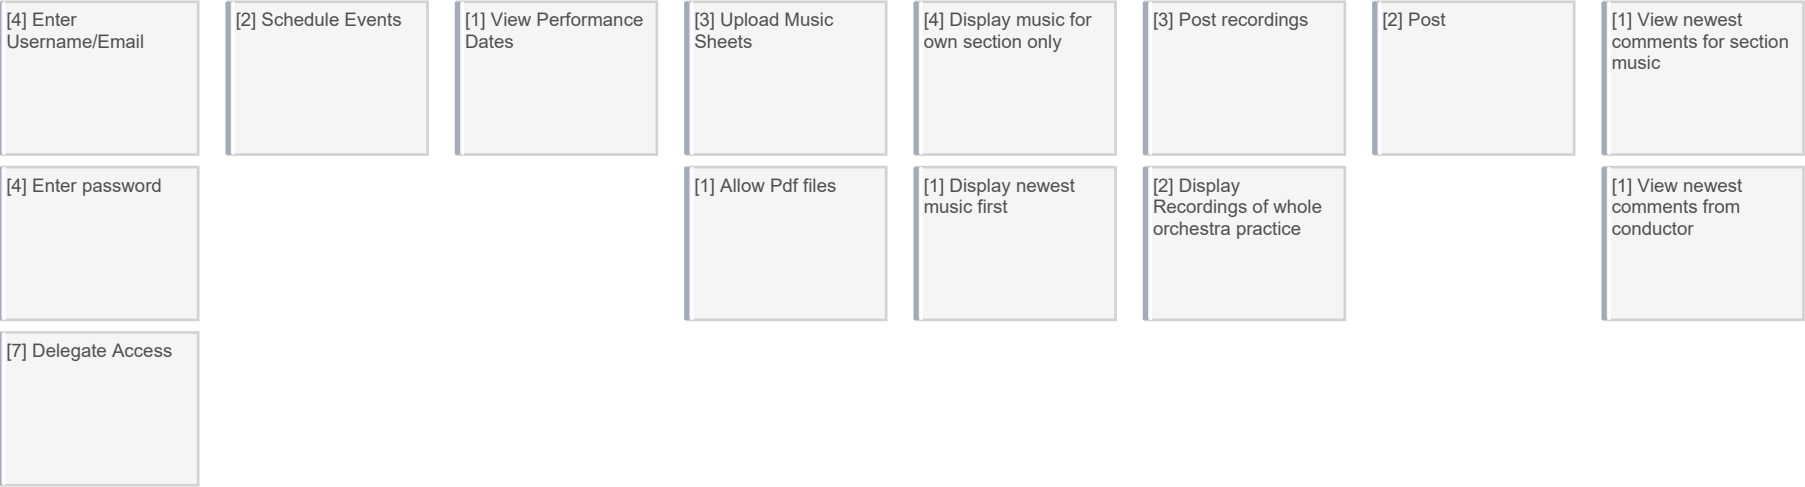 [4] Enter
Username/Email
[2] Schedule Events
[1] View Performance
Dates
[3] Upload Music
Sheets
[4] Display music for
own section only
[3] Post recordings
[2] Post
[1] View newest
comments for section
music
[4] Enter password
[1] Allow Pdf files
[1] Display newest
music first
[2] Display
Recordings of whole
orchestra practice
[1] View newest
comments from
conductor
[7] Delegate Access